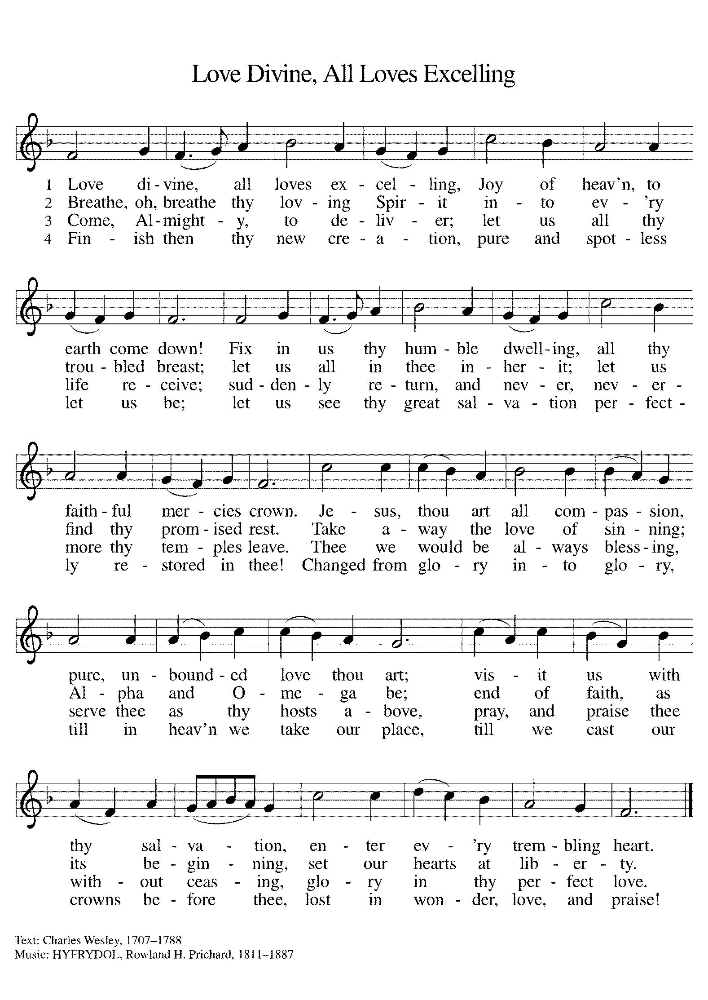 Love Divine, All Loves Excelling
1 Love di - vine, all loves ex - cel - ling, Joy of heav’n, to
2 Breathe, oh, breathe thy lov - ing Spir - it in - to ev - ’ry
3 Come, Al - might - y, to de - liv - er; let us all thy
4 Fin - ish then thy new cre - a - tion, pure and spot - less
earth come down! Fix in us thy hum - ble dwell - ing, all thy
trou - bled breast; let us all in thee in - her - it; let us
life re - ceive; sud - den - ly re - turn, and nev - er, nev - er -
let us be; let us see thy great sal - va - tion per - fect -
faith - ful mer - cies crown. Je - sus, thou art all com - pas - sion,
find thy prom - ised rest. Take a - way the love of sin - ning;
more thy tem - ples leave. Thee we would be al - ways bless - ing,
ly re - stored in thee! Changed from glo - ry in - to glo - ry,
pure, un - bound - ed love thou art; vis - it us with
Al - pha and O - me - ga be; end of faith, as
serve thee as thy hosts a - bove, pray, and praise thee
till in heav’n we take our place, till we cast our
thy sal - va - tion, en - ter ev - ’ry trem - bling heart.
its be - gin - ning, set our hearts at lib - er - ty.
with - out ceas - ing, glo - ry in thy per - fect love.
crowns be - fore thee, lost in won - der, love, and praise!
Text: Charles Wesley, 1707–1788
Music: HYFRYDOL, Rowland H. Prichard, 1811–1887